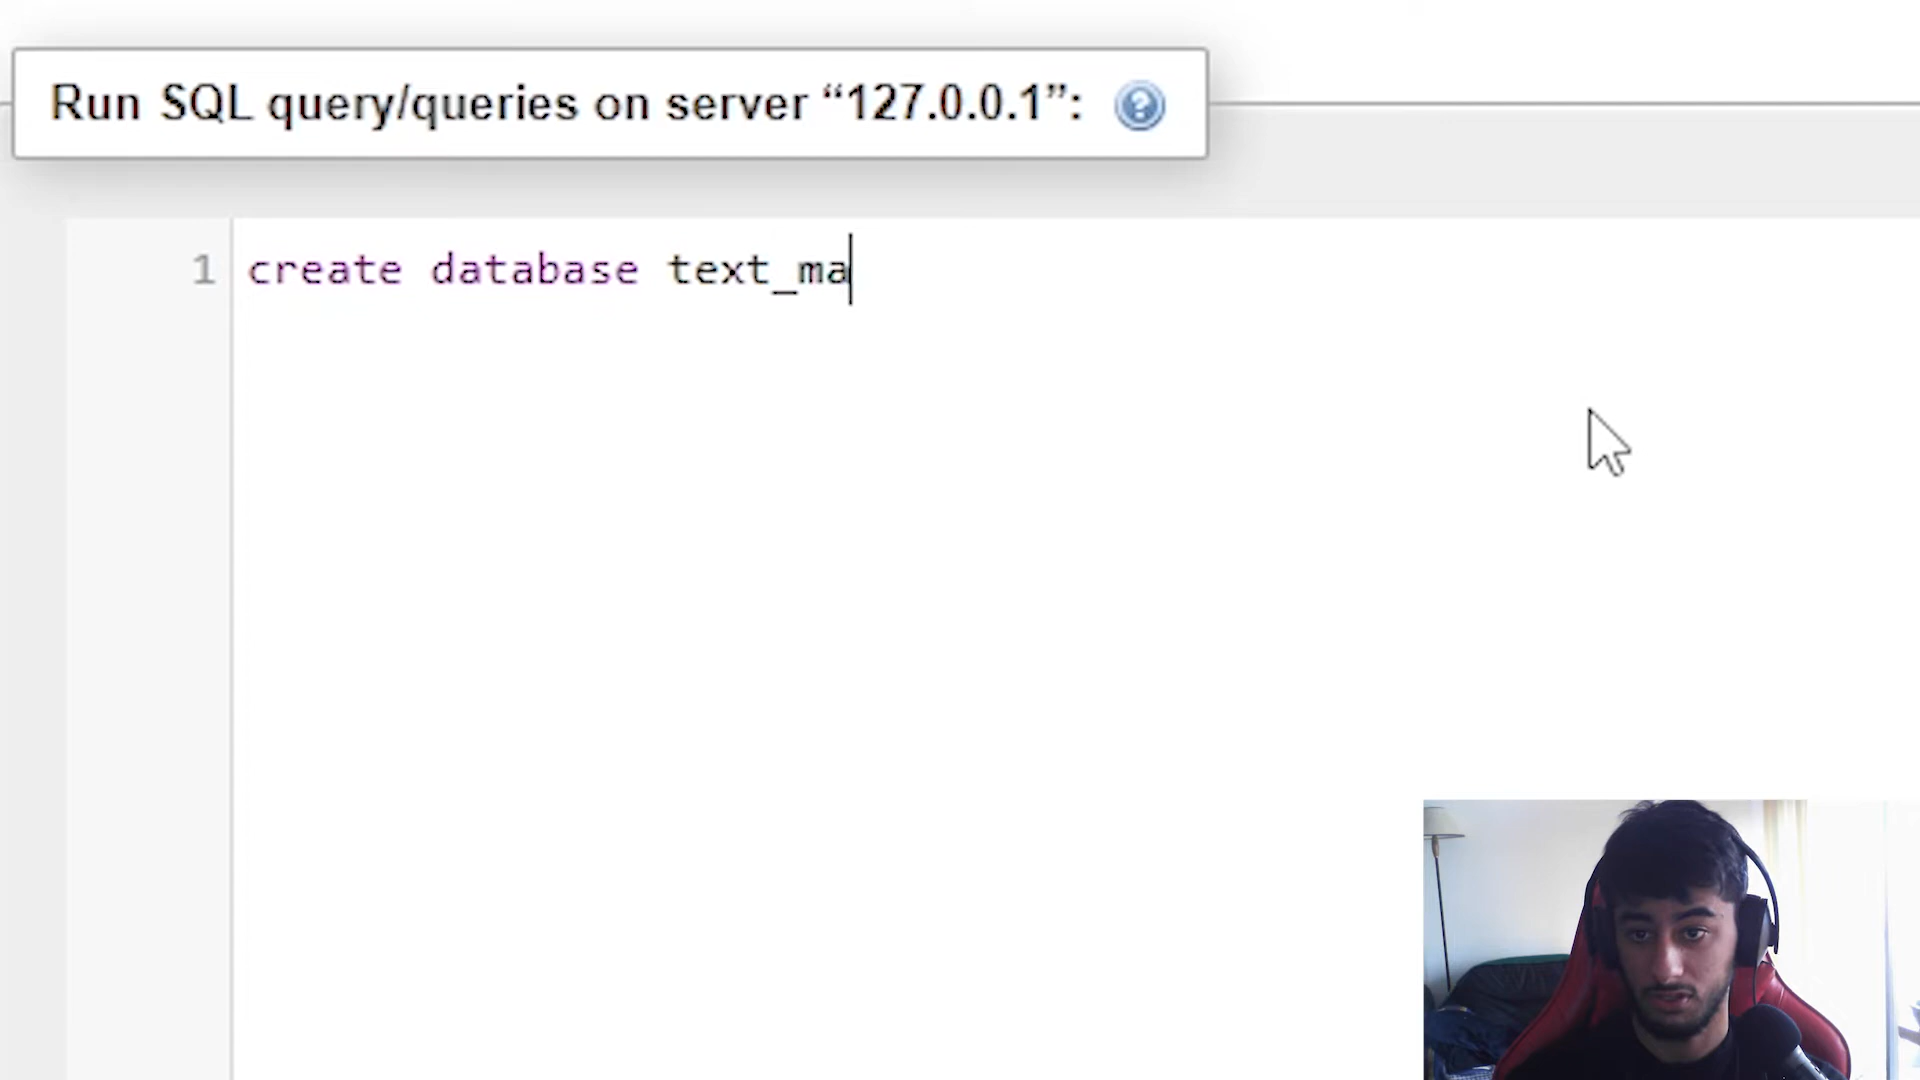 Run SQL query/queries on server “127.0.0.1”:
1 create database text_ma